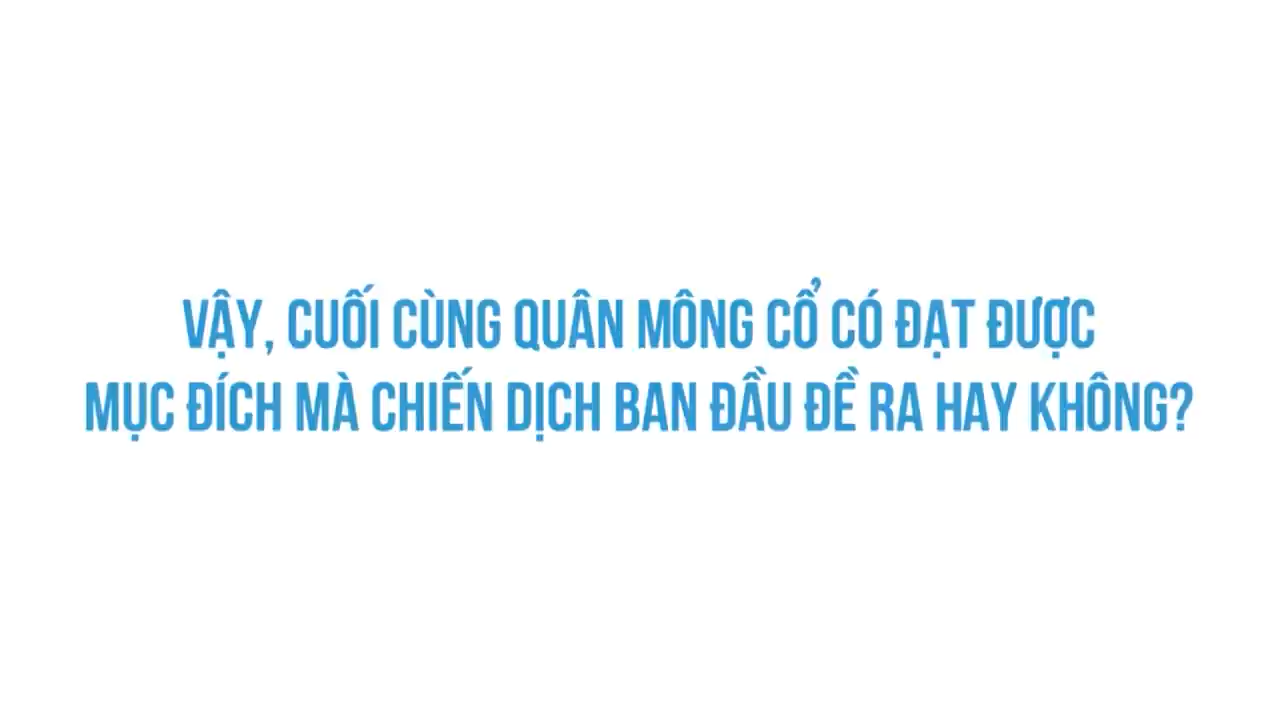 VẬY, CUỐI CÙNG QUÂN MÔNG CỔ CÓ ĐẠT ĐƯỢC
MỤC ĐÍCH MÀ CHIẾN DỊCH BAN ĐẦU ĐỀ RA HAY KHÔNG?